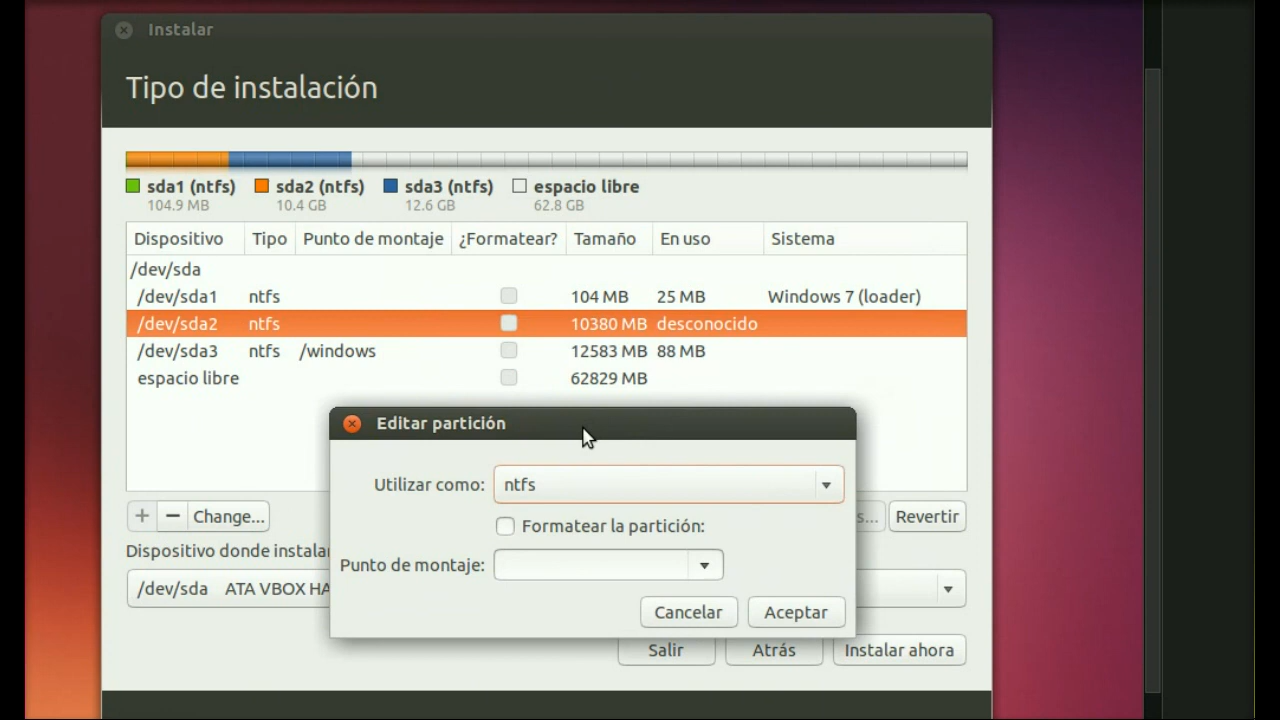 Instalar
Tipo de instalación
sda1 (ntfs) sda2 (ntfs) sda3 (ntfs) espacio libre
104.9 MB 10.4 GB 12.6 GB 62.8 GB
Dispositivo Tipo Punto de montaje ¿Formatear? Tamaño En uso Sistema
/dev/sda
/dev/sda1 ntfs 104 MB 25 MB Windows 7 (loader)
/dev/sda2 ntfs 10380 MB desconocido
/dev/sda3 ntfs /windows 12583 MB 88 MB
espacio libre 62829 MB
Editar partición
Utilizar como: ntfs
Formatear la partición:
Punto de montaje:
Cancelar Aceptar
+ − Change... s... Revertir
Dispositivo donde instala
/dev/sda ATA VBOX HA
Salir Atrás Instalar ahora